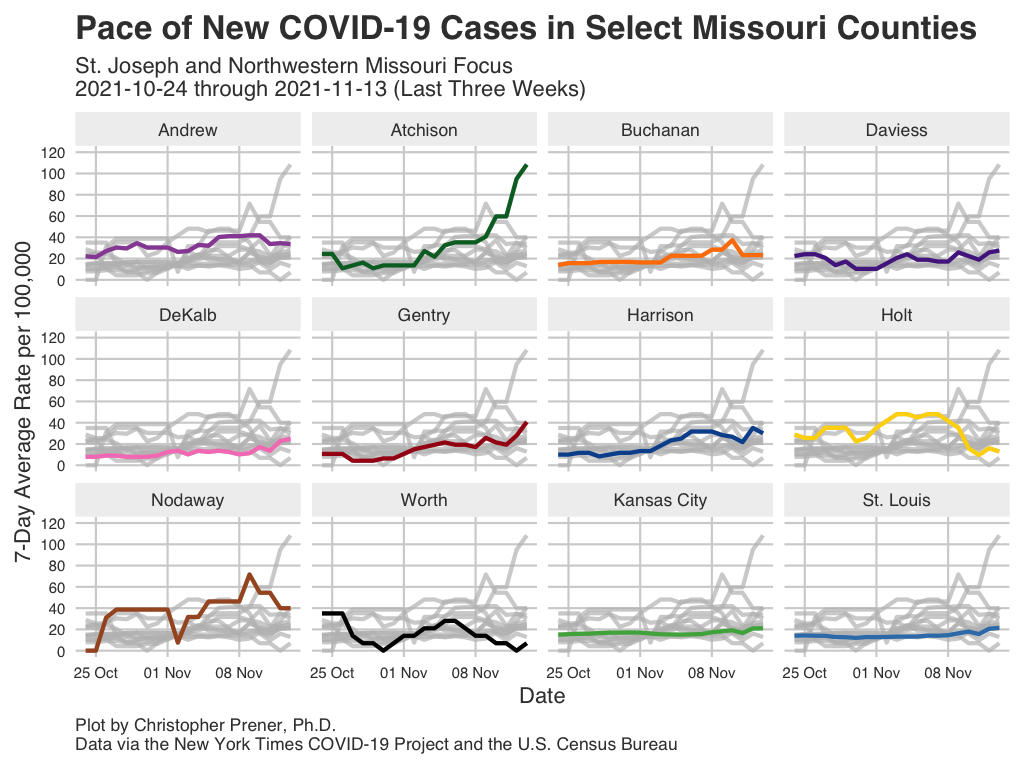 Pace of New COVID-19 Cases in Select Missouri Counties
St. Joseph and Northwestern Missouri Focus
2021-10-24 through 2021-11-13 (Last Three Weeks)
Andrew Atchison Buchanan Daviess
120
100
80
60
40
20
0
DeKalb Gentry Harrison Holt
120
100
80
60
40
20
0
Nodaway Worth Kansas City St. Louis
120
100
80
60
40
20
0
7-Day Average Rate per 100,000
25 Oct 01 Nov 08 Nov 25 Oct 01 Nov 08 Nov 25 Oct 01 Nov 08 Nov 25 Oct 01 Nov 08 Nov
Date
Plot by Christopher Prener, Ph.D.
Data via the New York Times COVID-19 Project and the U.S. Census Bureau